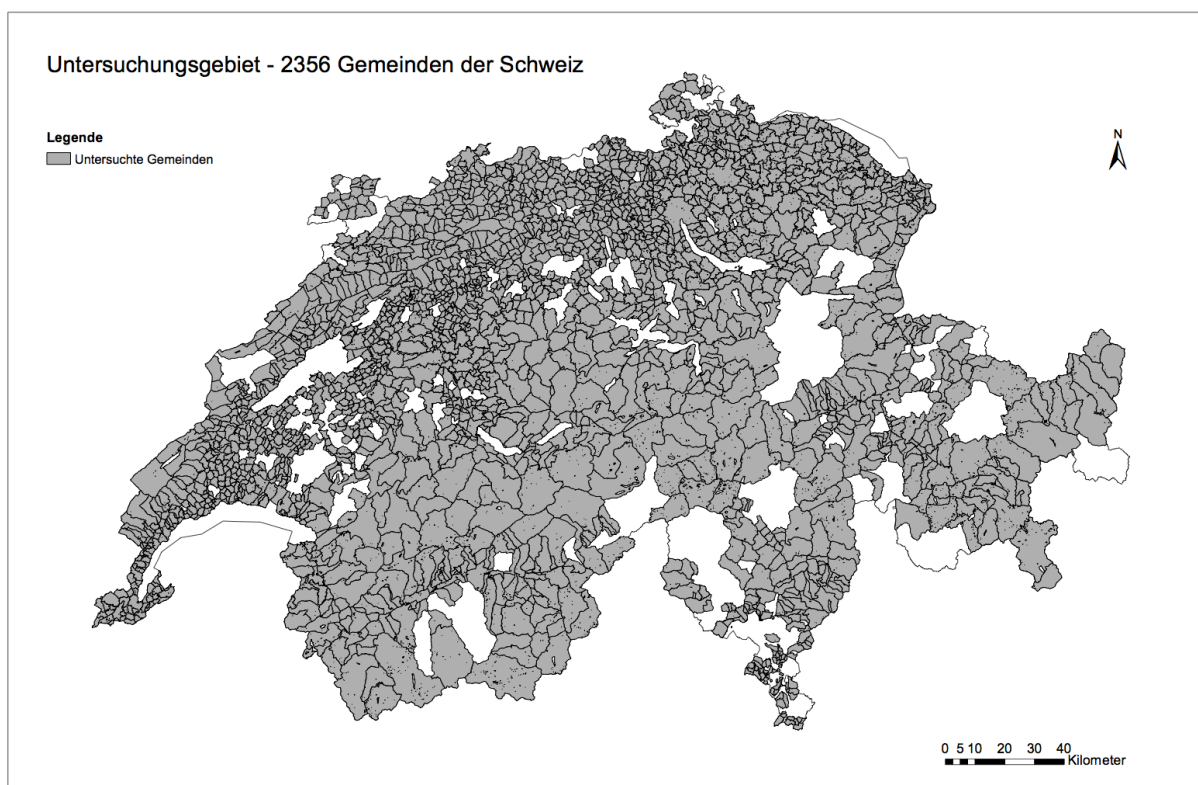 Untersuchungsgebiet - 2356 Gemeinden der Schweiz
Legende
Untersuchte Gemeinden
N
0 5 10 20 30 40
Kilometer